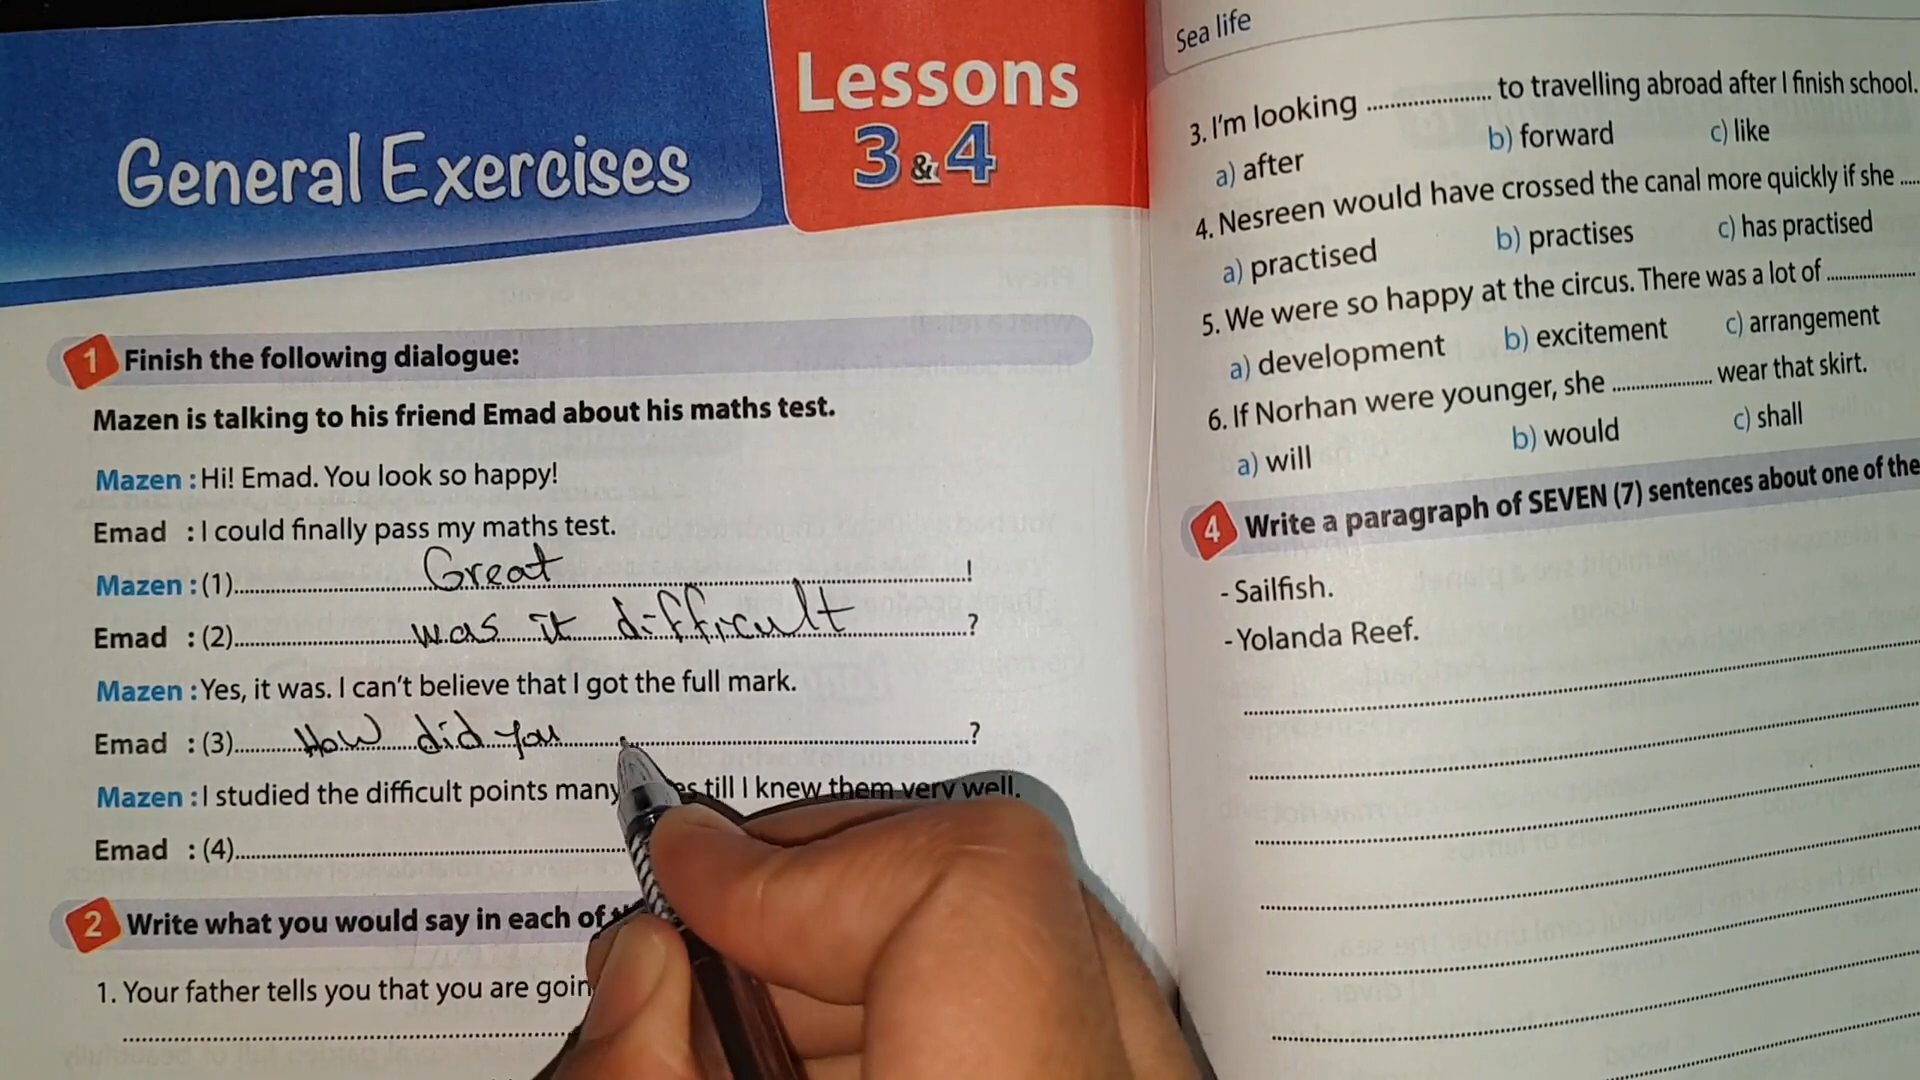 General Exercises
Lessons
3 & 4
1 Finish the following dialogue:
Mazen is talking to his friend Emad about his maths test.
Mazen : Hi! Emad. You look so happy!
Emad : I could finally pass my maths test.
Mazen : (1) Great !
Emad : (2) was it difficult ?
Mazen : Yes, it was. I can't believe that I got the full mark.
Emad : (3) How did you ?
Mazen : I studied the difficult points many till I knew them very well.
Emad : (4)
2 Write what you would say in each of
1. Your father tells you that you are goin
Sea life
3. I'm looking to travelling abroad after I finish school.
a) after b) forward c) like
4. Nesreen would have crossed the canal more quickly if she
a) practised b) practises c) has practised
5. We were so happy at the circus. There was a lot of
a) development b) excitement c) arrangement
6. If Norhan were younger, she wear that skirt.
a) will b) would c) shall
4 Write a paragraph of SEVEN (7) sentences about one of the
- Sailfish.
- Yolanda Reef.